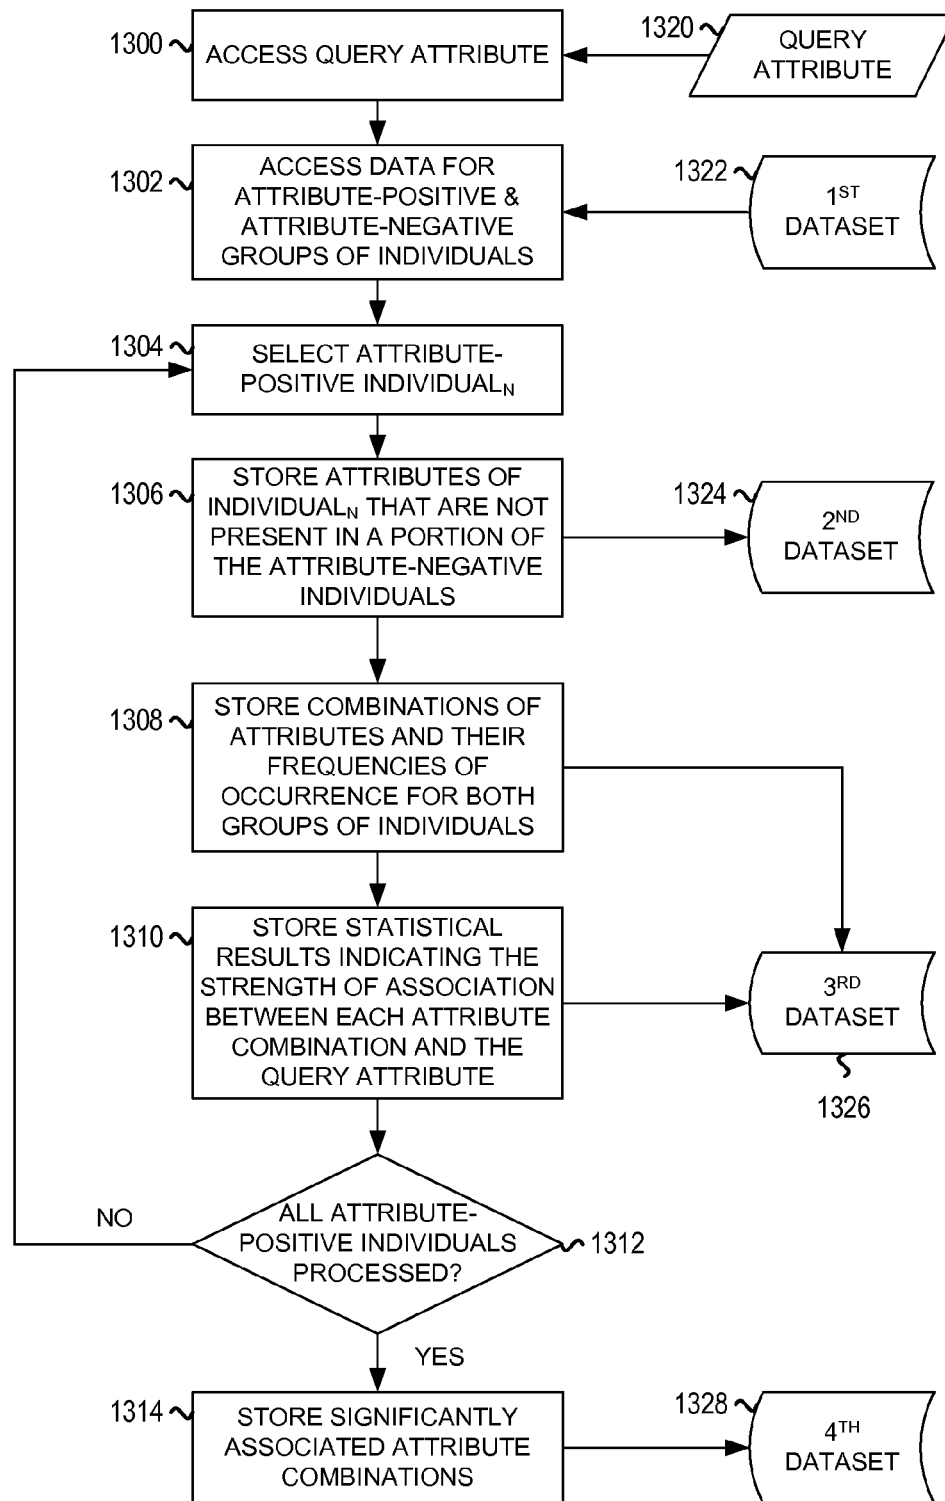 1300
ACCESS QUERY ATTRIBUTE
1320
QUERY
ATTRIBUTE
1302
ACCESS DATA FOR
ATTRIBUTE-POSITIVE &
ATTRIBUTE-NEGATIVE
GROUPS OF INDIVIDUALS
1322
1ST
DATASET
1304
SELECT ATTRIBUTE-
POSITIVE INDIVIDUALN
1306
STORE ATTRIBUTES OF
INDIVIDUALN THAT ARE NOT
PRESENT IN A PORTION OF
THE ATTRIBUTE-NEGATIVE
INDIVIDUALS
1324
2ND
DATASET
1308
STORE COMBINATIONS OF
ATTRIBUTES AND THEIR
FREQUENCIES OF
OCCURRENCE FOR BOTH
GROUPS OF INDIVIDUALS
1310
STORE STATISTICAL
RESULTS INDICATING THE
STRENGTH OF ASSOCIATION
BETWEEN EACH ATTRIBUTE
COMBINATION AND THE
QUERY ATTRIBUTE
3RD
DATASET
1326
NO
ALL ATTRIBUTE-
POSITIVE INDIVIDUALS
PROCESSED?
1312
YES
1314
STORE SIGNIFICANTLY
ASSOCIATED ATTRIBUTE
COMBINATIONS
1328
4TH
DATASET